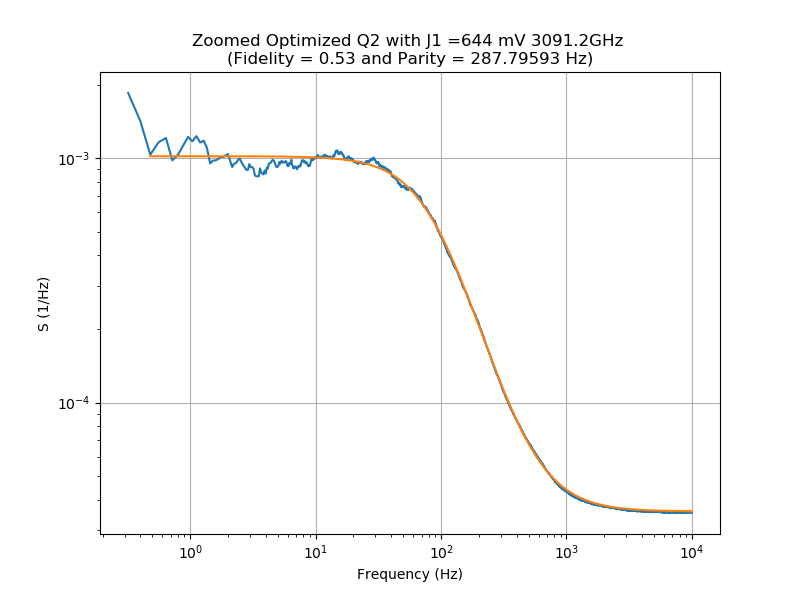 Zoomed Optimized Q2 with J1 =644 mV 3091.2GHz
(Fidelity = 0.53 and Parity = 287.79593 Hz)
S (1/Hz)
10⁻³
10⁻⁴
10⁰ 10¹ 10² 10³ 10⁴
Frequency (Hz)